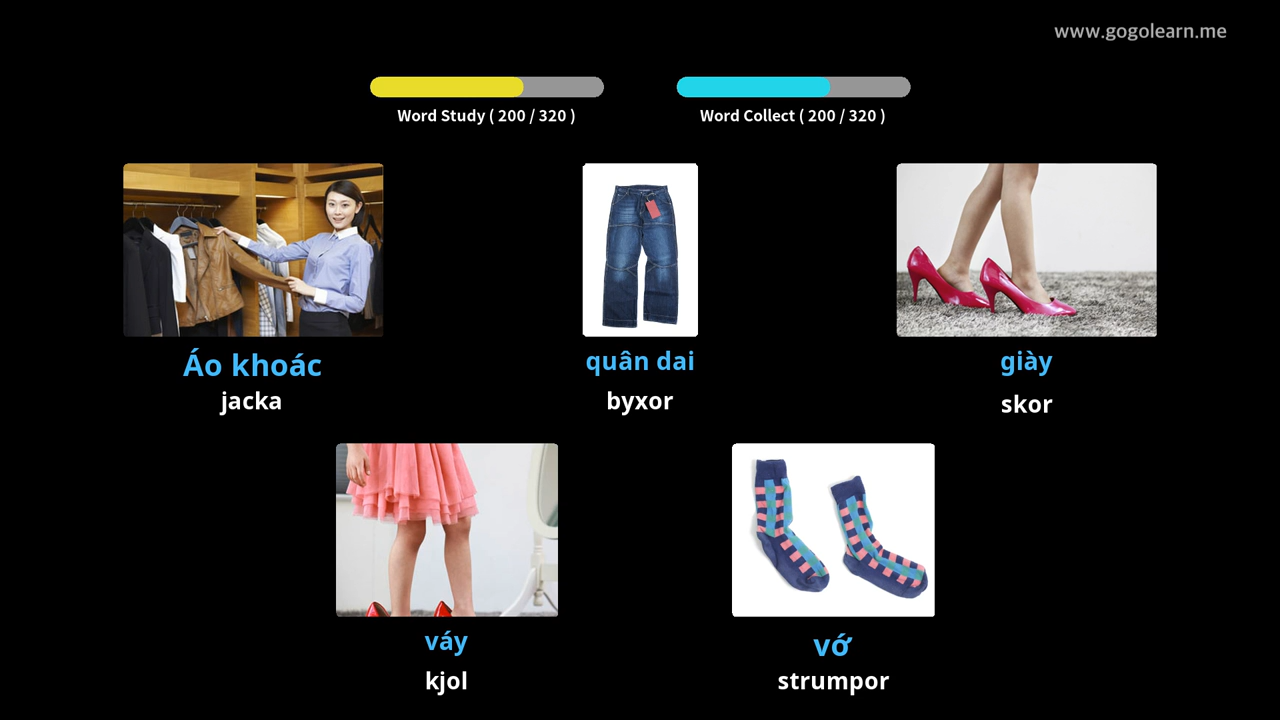 www.gogolearn.me
Word Study ( 200 / 320 )
Word Collect ( 200 / 320 )
Áo khoác
jacka
quân dai
byxor
giày
skor
váy
kjol
vớ
strumpor